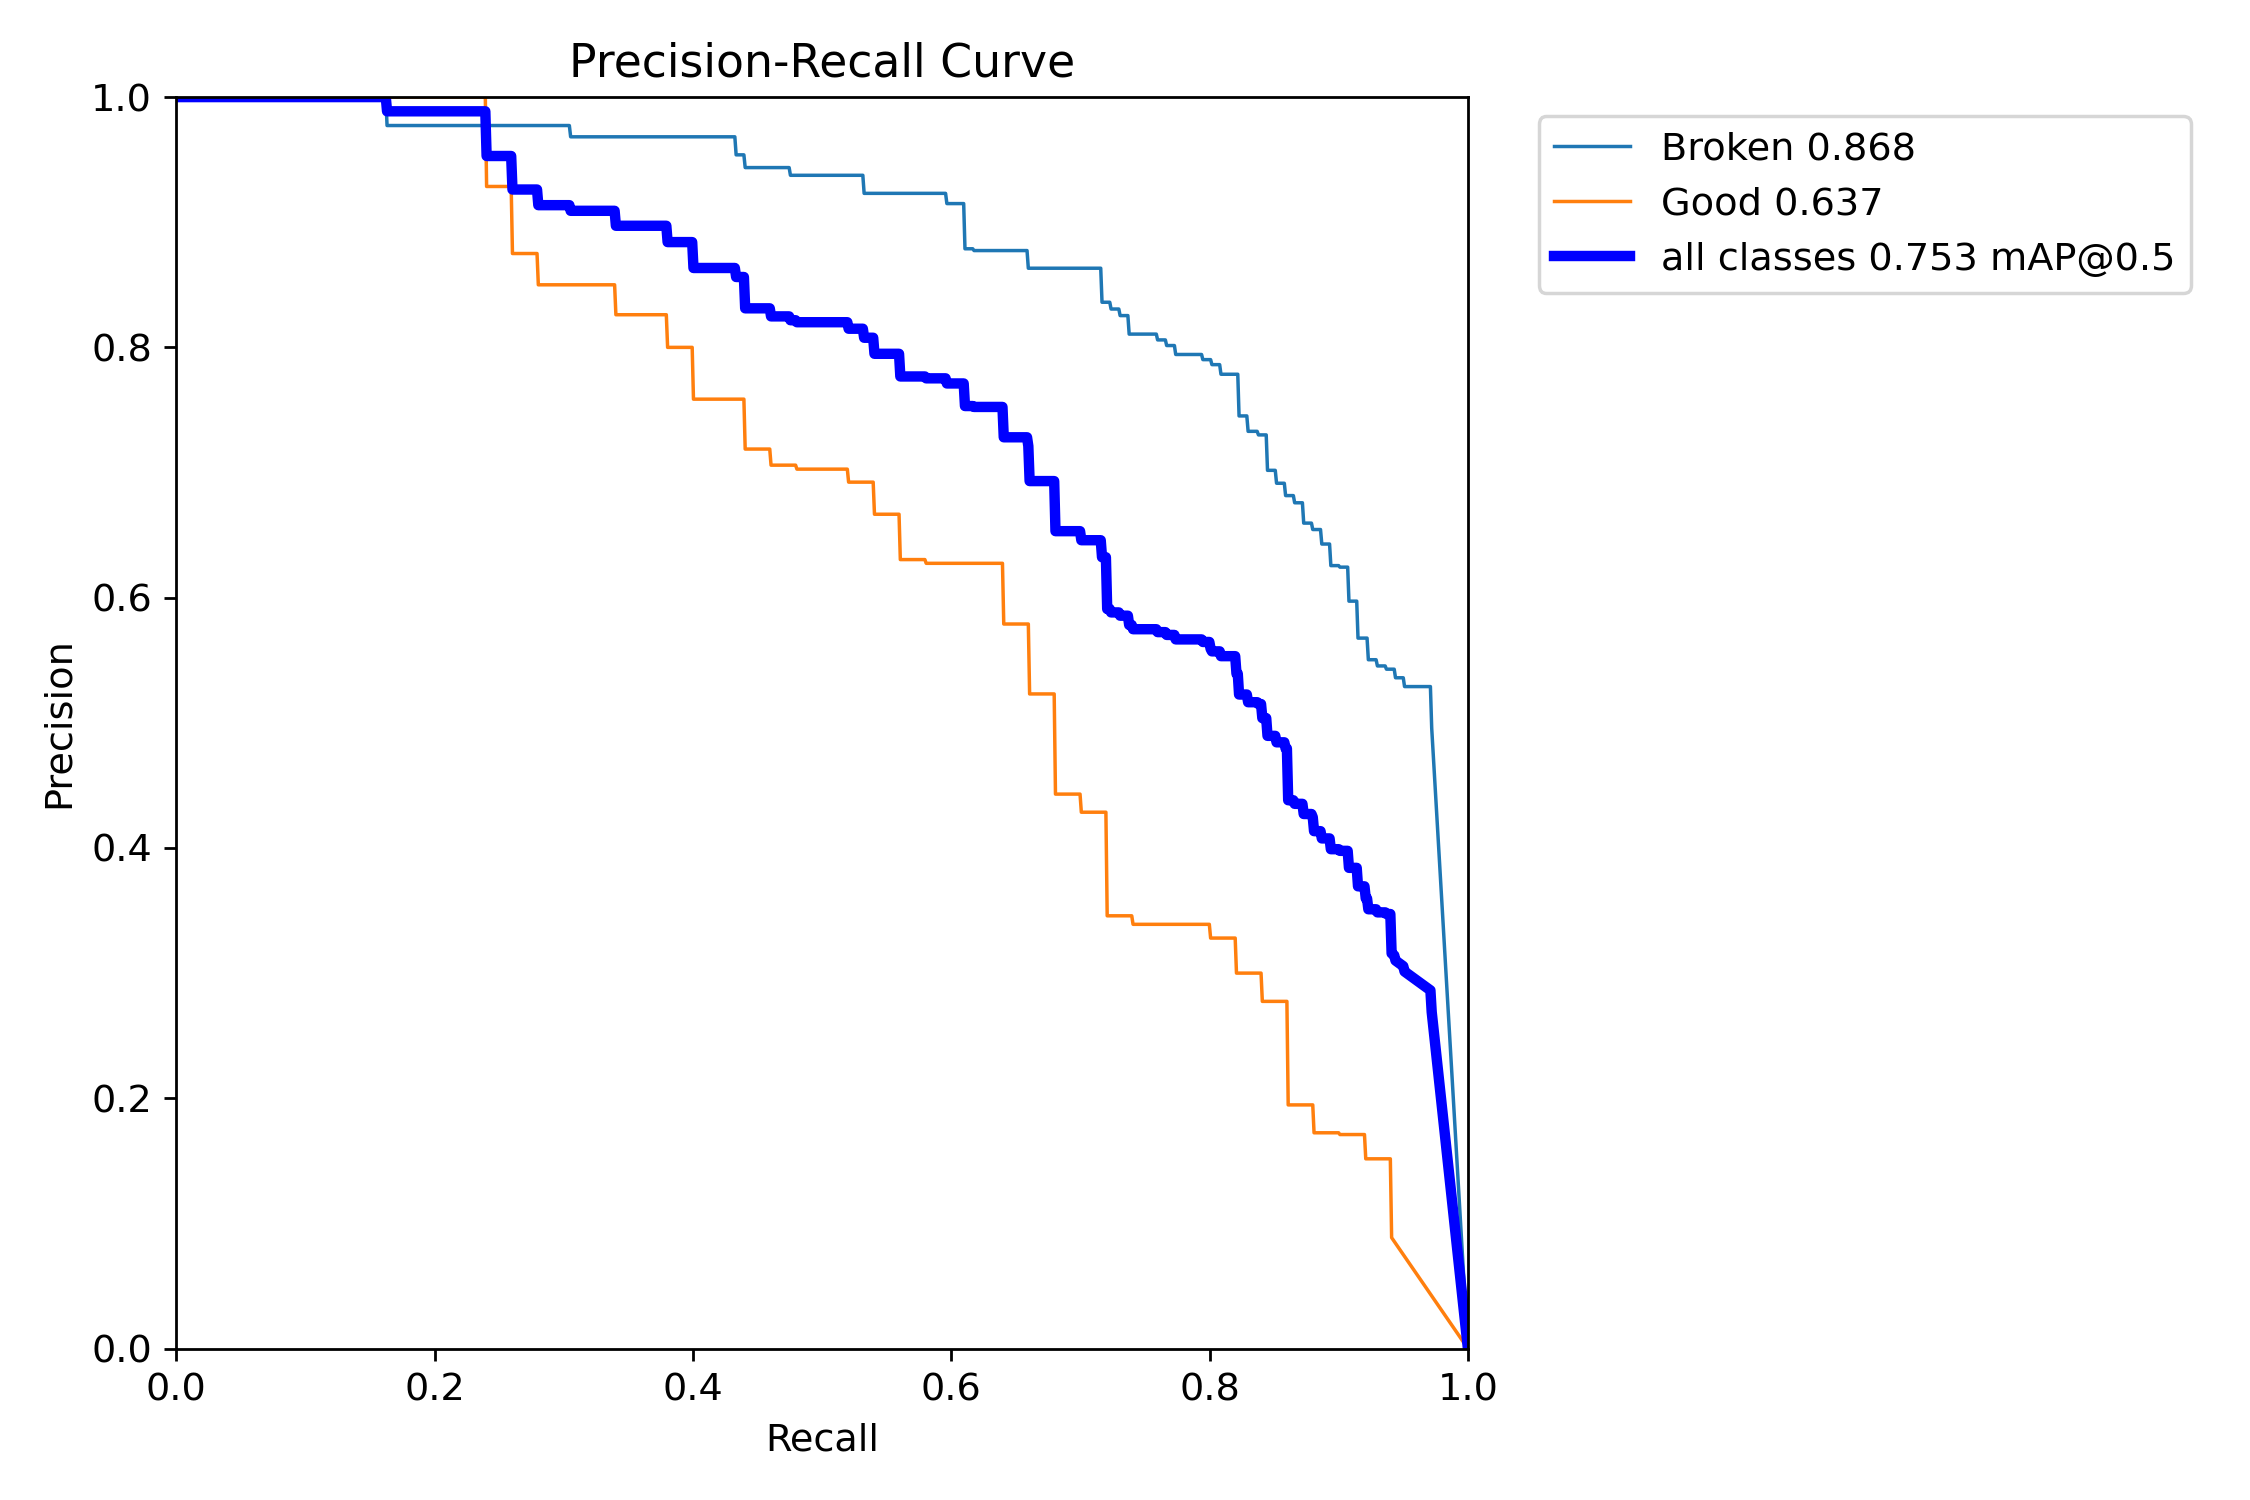 Precision-Recall Curve
1.0
0.8
0.6
0.4
0.2
0.0
Precision
0.0 0.2 0.4 0.6 0.8 1.0
Recall
Broken 0.868
Good 0.637
all classes 0.753 mAP@0.5